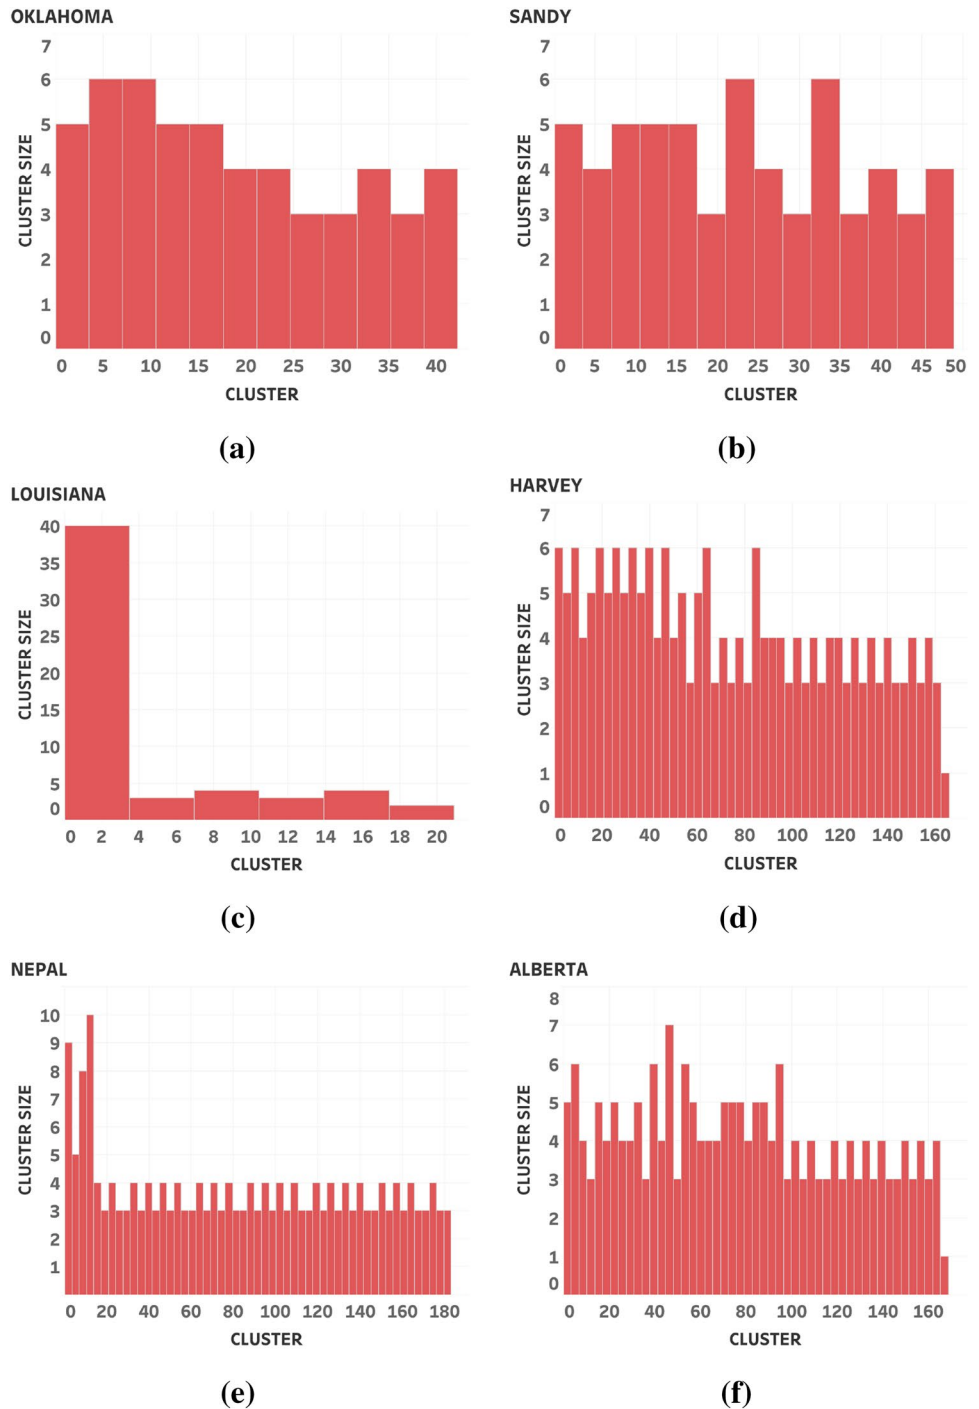 OKLAHOMA
7
6
5
4
3
2
1
0
CLUSTER SIZE
0 5 10 15 20 25 30 35 40
CLUSTER
(a)
SANDY
7
6
5
4
3
2
1
0
CLUSTER SIZE
0 5 10 15 20 25 30 35 40 45 50
CLUSTER
(b)
LOUISIANA
40
35
30
25
20
15
10
5
0
CLUSTER SIZE
0 2 4 6 8 10 12 14 16 18 20
CLUSTER
(c)
HARVEY
7
6
5
4
3
2
1
0
CLUSTER SIZE
0 20 40 60 80 100 120 140 160
CLUSTER
(d)
NEPAL
10
9
8
7
6
5
4
3
2
1
CLUSTER SIZE
0 20 40 60 80 100 120 140 160 180
CLUSTER
(e)
ALBERTA
8
7
6
5
4
3
2
1
0
CLUSTER SIZE
0 20 40 60 80 100 120 140 160
CLUSTER
(f)